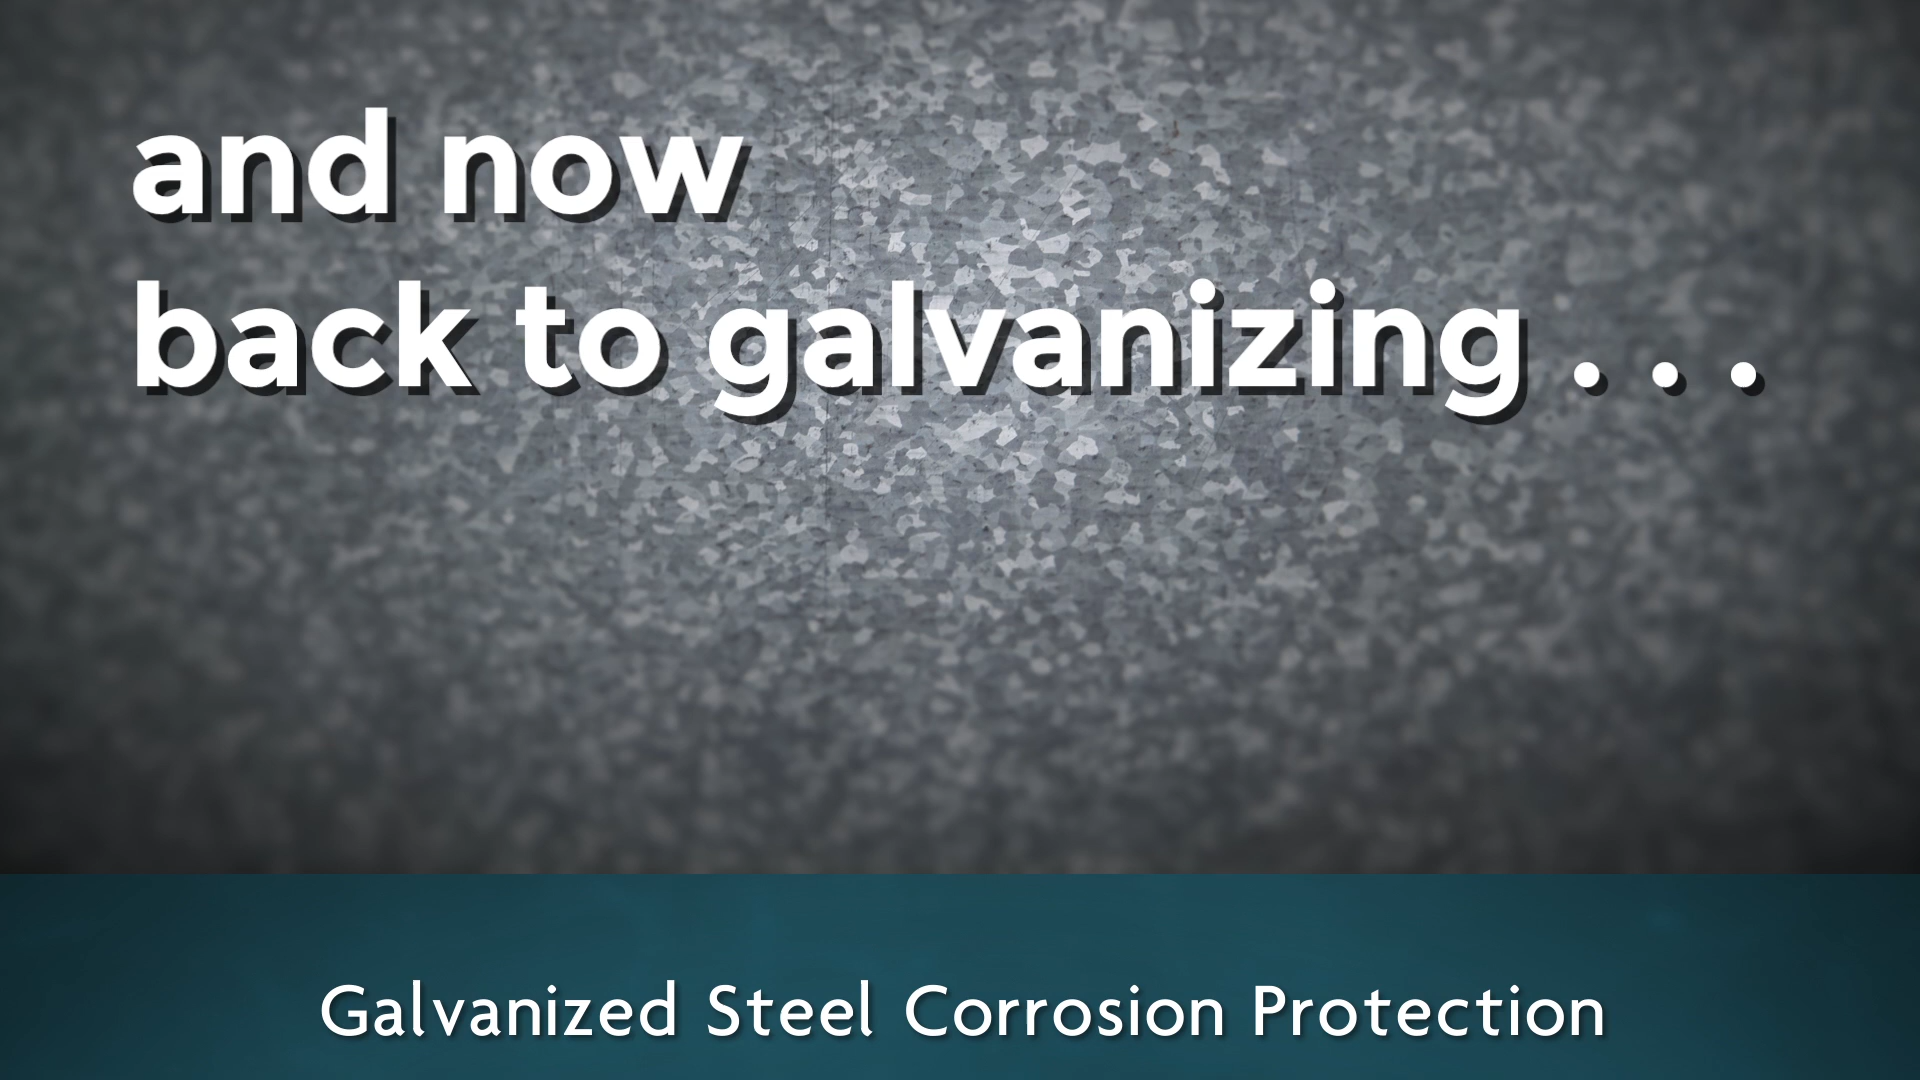 and now
back to galvanizing . . .
Galvanized Steel Corrosion Protection